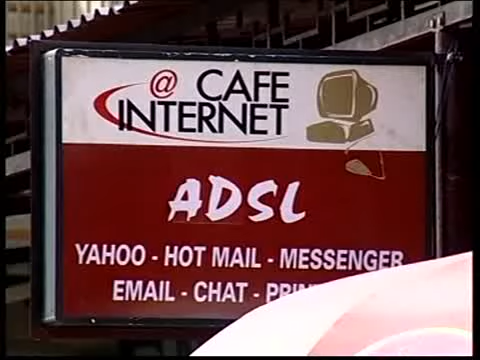 @ CAFE
INTERNET
ADSL
YAHOO - HOT MAIL - MESSENGER
EMAIL - CHAT -